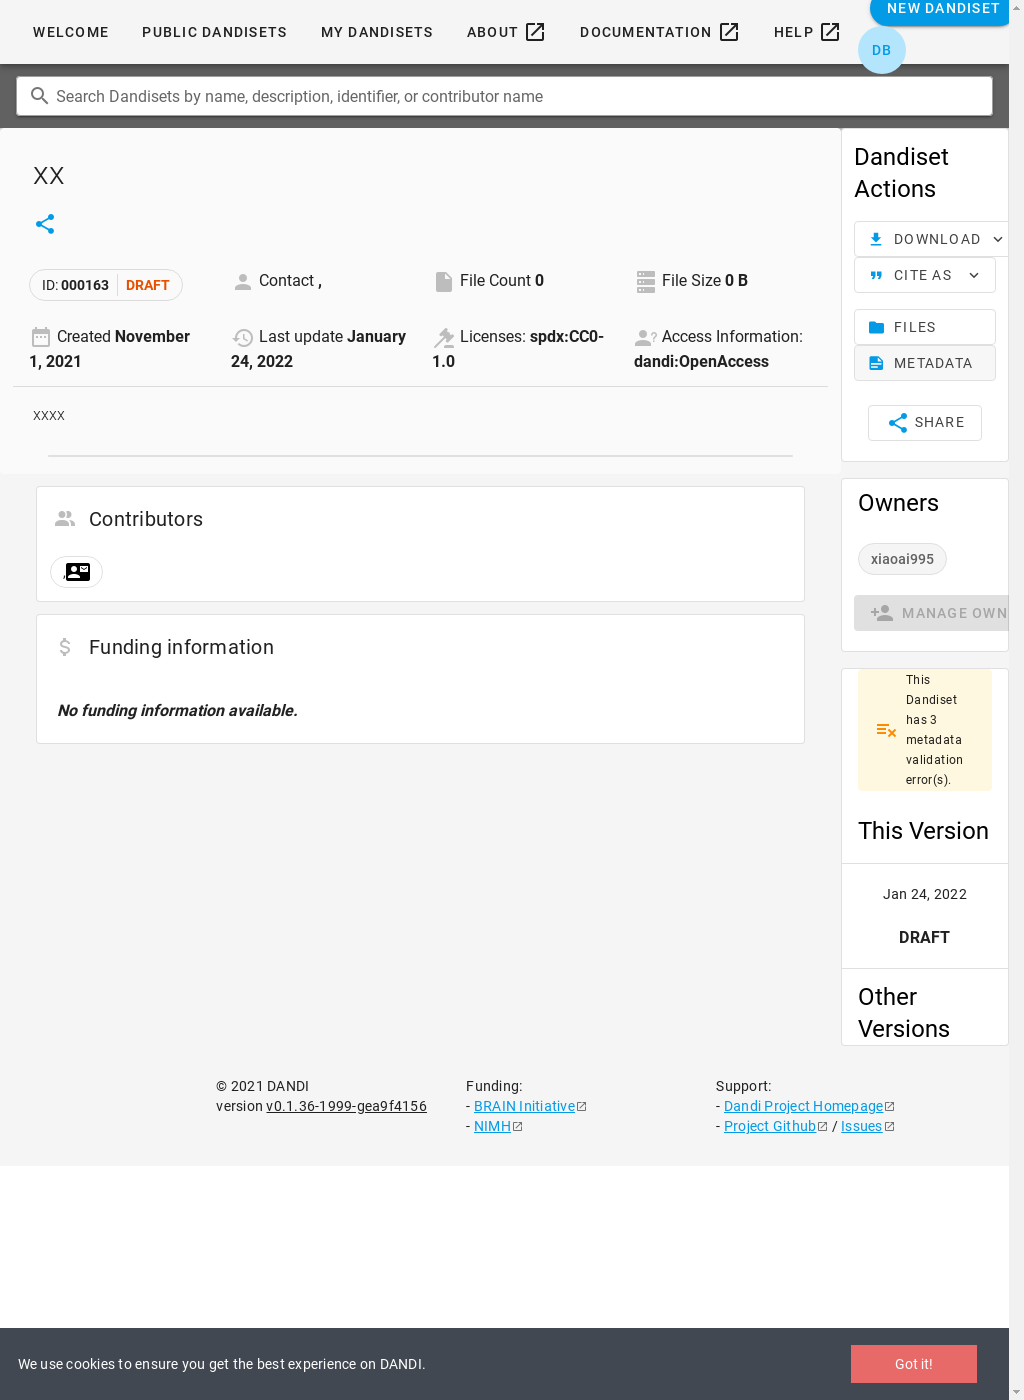 WELCOME PUBLIC DANDISETS MY DANDISETS ABOUT DOCUMENTATION HELP NEW DANDISET
DB
Search Dandisets by name, description, identifier, or contributor name
XX
ID: 000163 DRAFT
Contact ,
File Count 0
File Size 0 B
Created November 1, 2021
Last update January 24, 2022
Licenses: spdx:CC0-1.0
Access Information: dandi:OpenAccess
XXXX
Contributors
,
Funding information
No funding information available.
Dandiset
Actions
DOWNLOAD
CITE AS
FILES
METADATA
SHARE
Owners
xiaoai995
MANAGE OWN
This
Dandiset
has 3
metadata
validation
error(s).
This Version
Jan 24, 2022
DRAFT
Other
Versions
© 2021 DANDI
version v0.1.36-1999-gea9f4156
Funding:
- BRAIN Initiative
- NIMH
Support:
- Dandi Project Homepage
- Project Github / Issues
We use cookies to ensure you get the best experience on DANDI.
Got it!